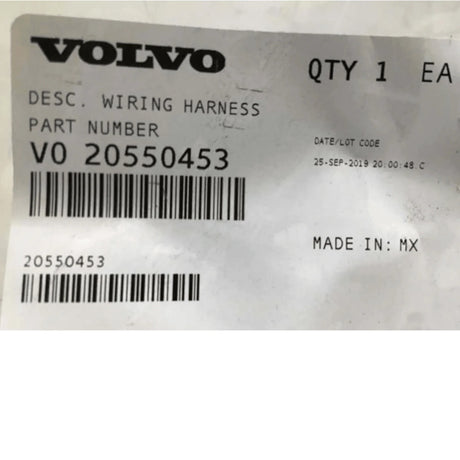 VOLVO
QTY 1 EA
DESC. WIRING HARNESS
PART NUMBER
VO 20550453
DATE/LOT CODE
25-SEP-2019 20:00:48.C
MADE IN: MX
20550453